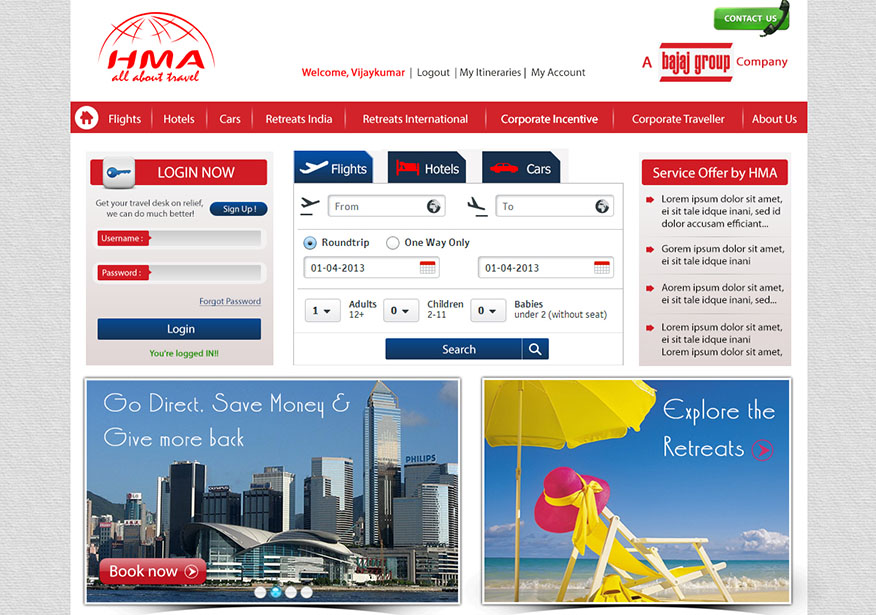 CONTACT US
HMA
all about travel
Welcome, Vijaykumar | Logout | My Itineraries | My Account
A bajaj group Company
Flights Hotels Cars Retreats India Retreats International Corporate Incentive Corporate Traveller About Us
LOGIN NOW
Get your travel desk on relief,
we can do much better!
Sign Up !
Username :
Password :
Forgot Password
Login
You're logged IN!!
Flights Hotels Cars
From To
Roundtrip One Way Only
01-04-2013 01-04-2013
1 Adults 12+ 0 Children 2-11 0 Babies under 2 (without seat)
Search
Service Offer by HMA
Lorem ipsum dolor sit amet,
ei sit tale idque inani, sed id
dolor accusam efficiant...
Gorem ipsum dolor sit amet,
ei sit tale idque inani
Aorem ipsum dolor sit amet,
ei sit tale idque inani, sed...
Lorem ipsum dolor sit amet,
ei sit tale idque inani
Lorem ipsum dolor sit amet,
Go Direct, Save Money &
Give more back
PHILIPS
OLYMPUS
Book now
Explore the
Retreats